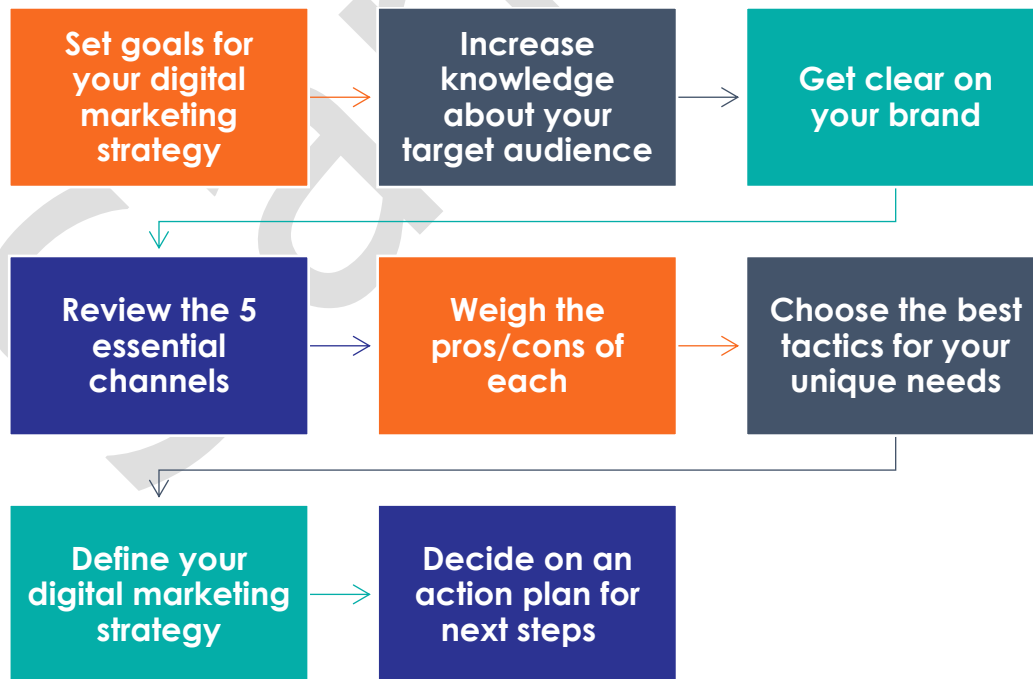 Set goals for
your digital
marketing
strategy
Increase
knowledge
about your
target audience
Get clear on
your brand
Review the 5
essential
channels
Weigh the
pros/cons of
each
Choose the best
tactics for your
unique needs
Define your
digital marketing
strategy
Decide on an
action plan for
next steps